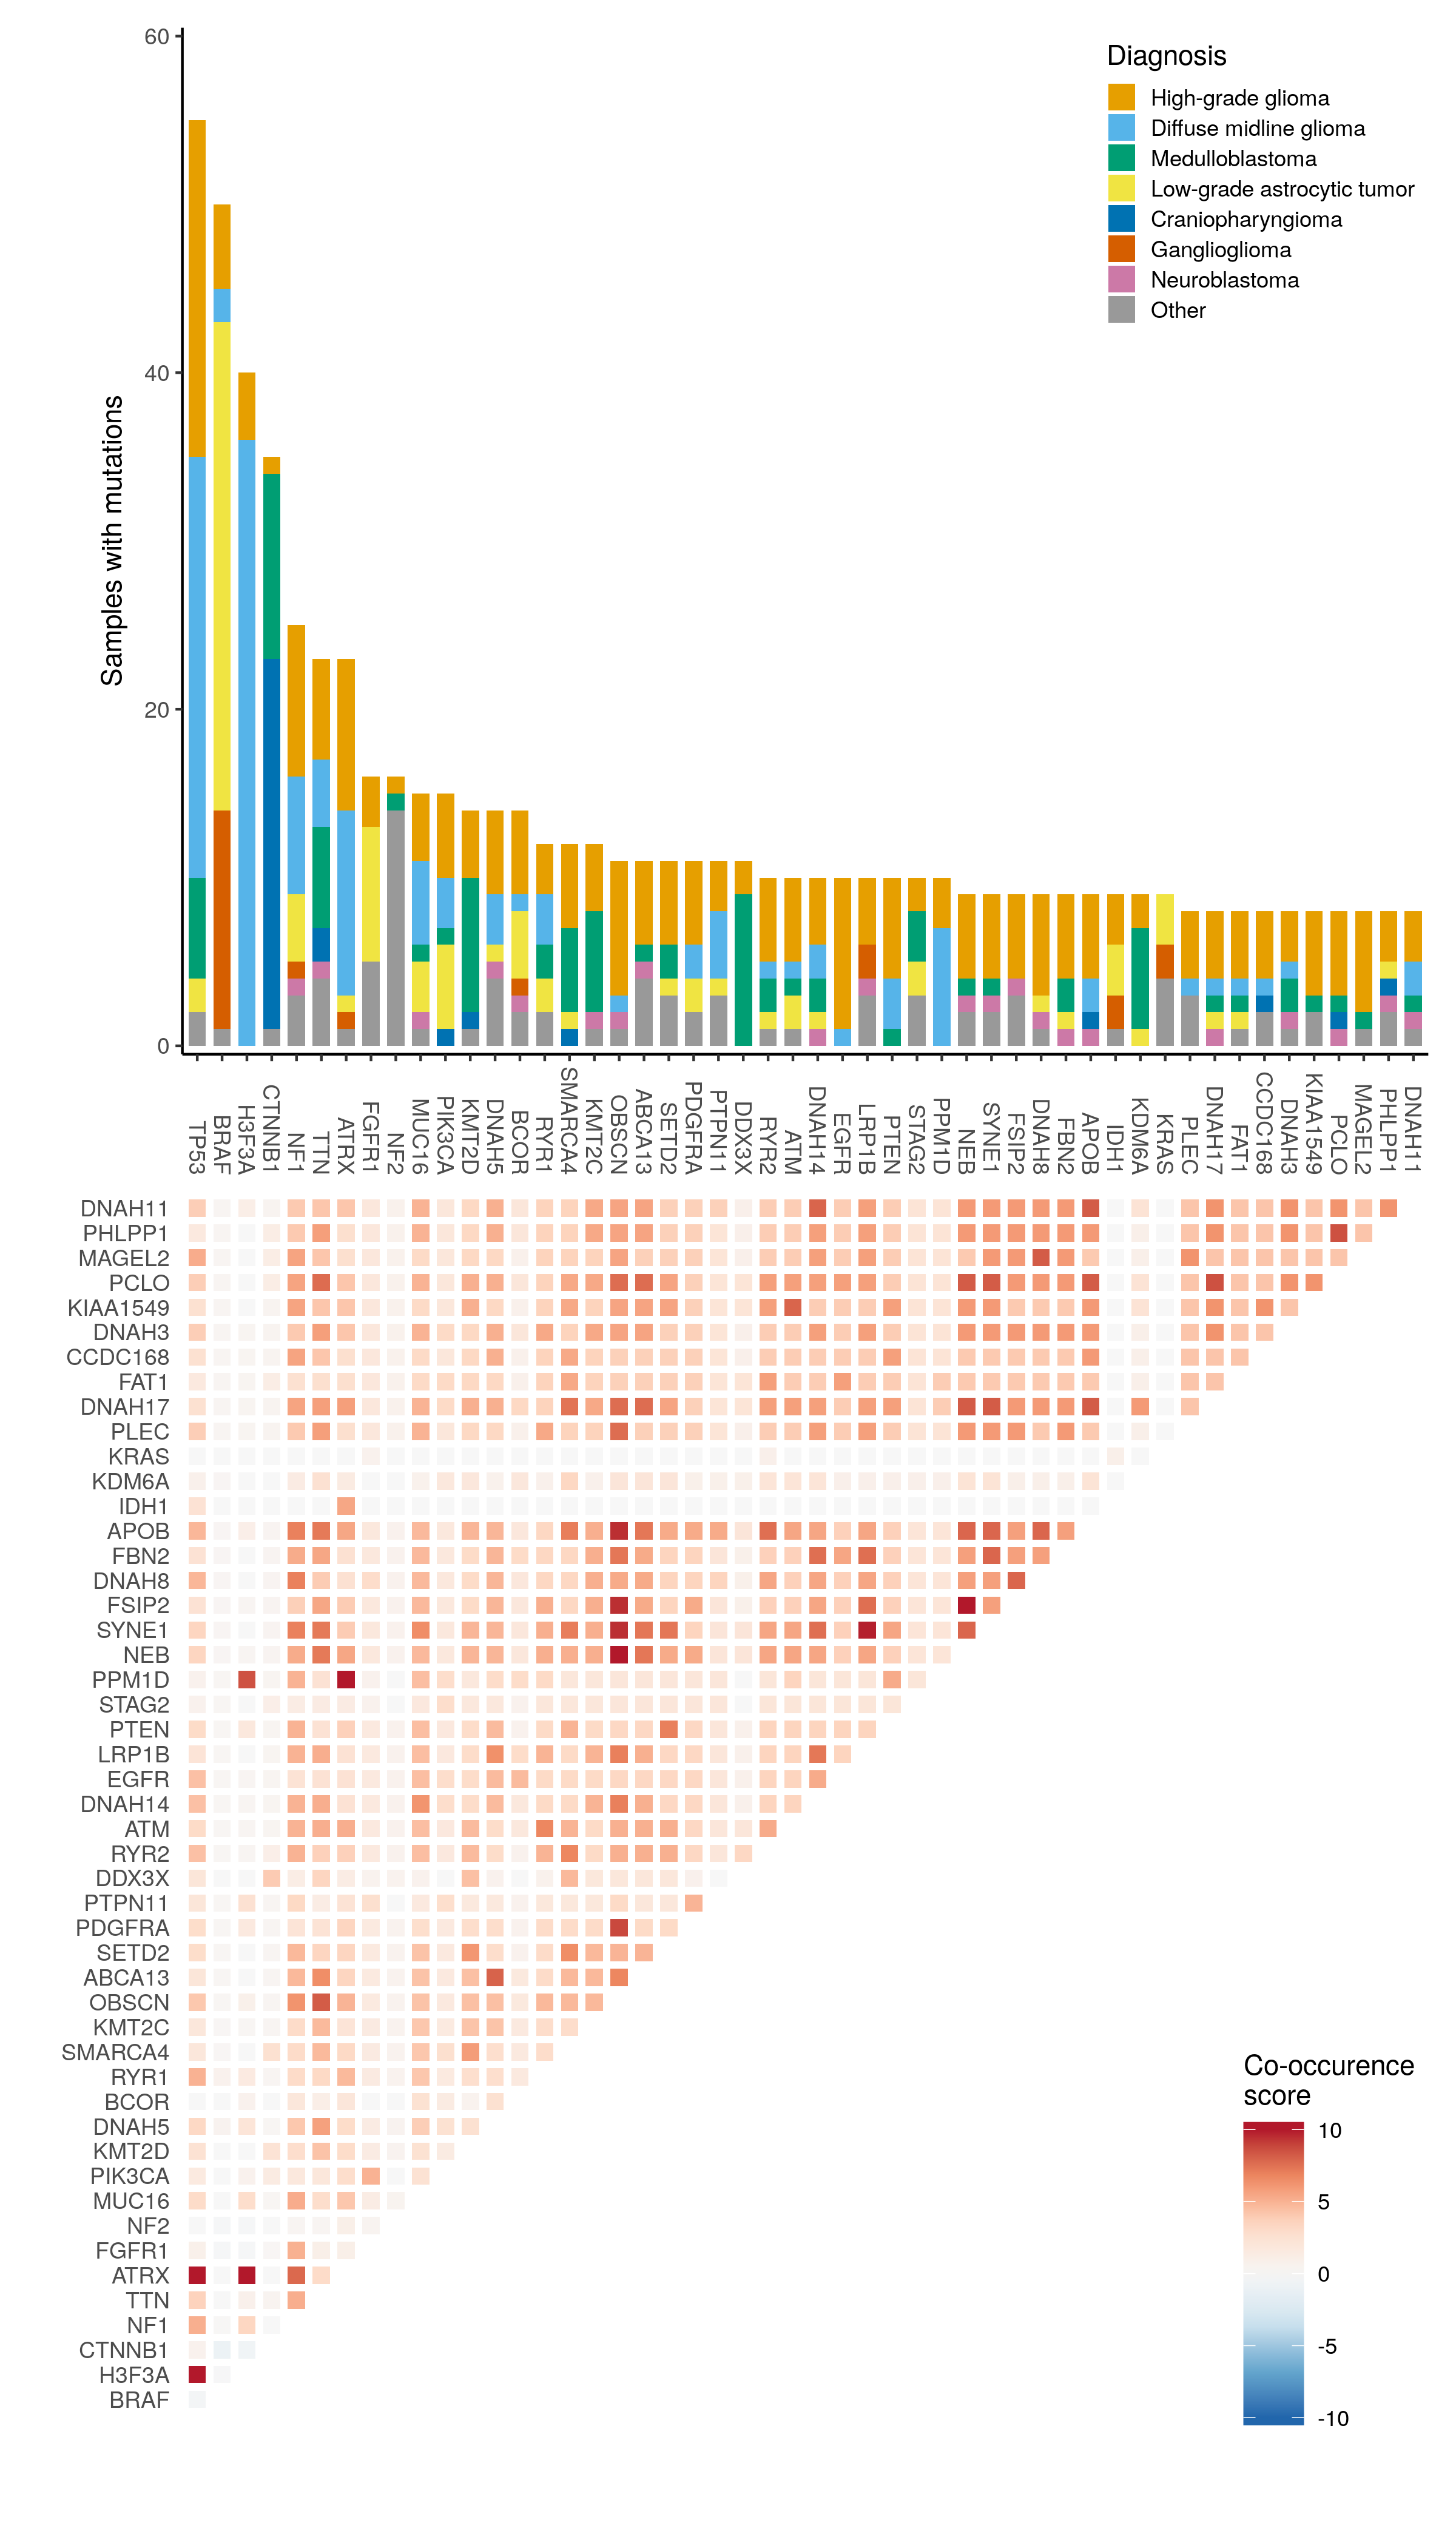 60
40
20
0
Samples with mutations
Diagnosis
High-grade glioma
Diffuse midline glioma
Medulloblastoma
Low-grade astrocytic tumor
Craniopharyngioma
Ganglioglioma
Neuroblastoma
Other
TP53
BRAF
H3F3A
CTNNB1
NF1
TTN
ATRX
FGFR1
NF2
MUC16
PIK3CA
KMT2D
DNAH5
BCOR
RYR1
SMARCA4
KMT2C
OBSCN
ABCA13
SETD2
PDGFRA
PTPN11
DDX3X
RYR2
ATM
DNAH14
EGFR
LRP1B
PTEN
STAG2
PPM1D
NEB
SYNE1
FSIP2
DNAH8
FBN2
APOB
IDH1
KDM6A
KRAS
PLEC
DNAH17
FAT1
CCDC168
DNAH3
KIAA1549
PCLO
MAGEL2
PHLPP1
DNAH11
DNAH11
PHLPP1
MAGEL2
PCLO
KIAA1549
DNAH3
CCDC168
FAT1
DNAH17
PLEC
KRAS
KDM6A
IDH1
APOB
FBN2
DNAH8
FSIP2
SYNE1
NEB
PPM1D
STAG2
PTEN
LRP1B
EGFR
DNAH14
ATM
RYR2
DDX3X
PTPN11
PDGFRA
SETD2
ABCA13
OBSCN
KMT2C
SMARCA4
RYR1
BCOR
DNAH5
KMT2D
PIK3CA
MUC16
NF2
FGFR1
ATRX
TTN
NF1
CTNNB1
H3F3A
BRAF
Co-occurence
score
10
5
0
-5
-10